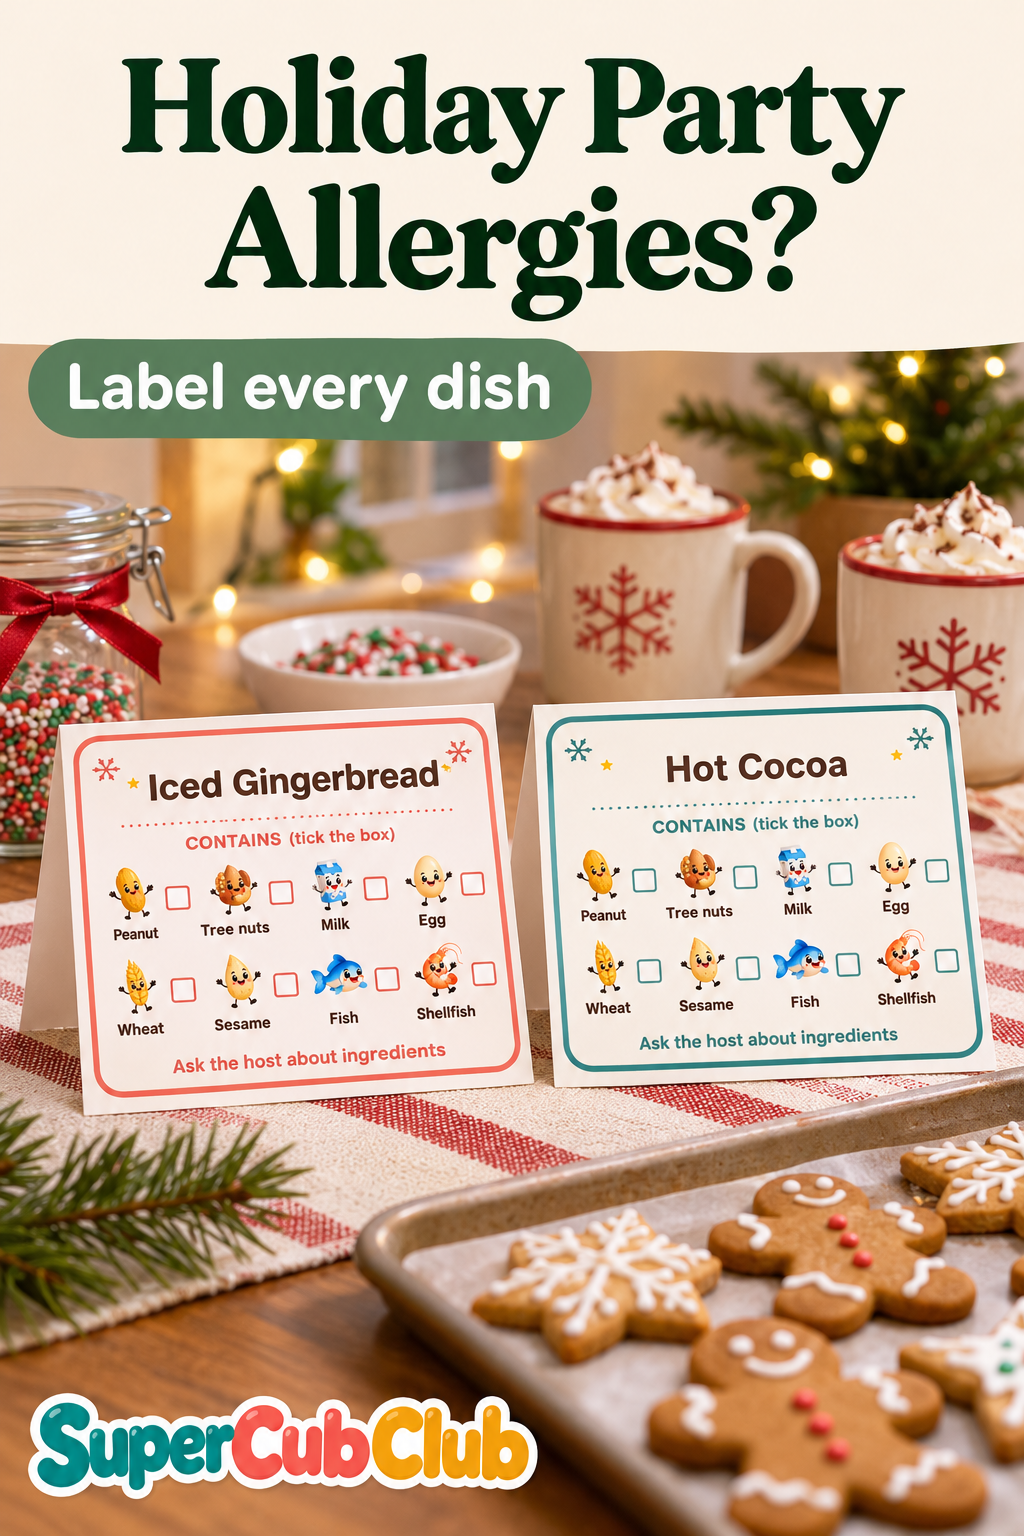 Holiday Party
Allergies?
Label every dish
Iced Gingerbread
CONTAINS (tick the box)
Peanut
Tree nuts
Milk
Egg
Wheat
Sesame
Fish
Shellfish
Ask the host about ingredients
Hot Cocoa
CONTAINS (tick the box)
Peanut
Tree nuts
Milk
Egg
Wheat
Sesame
Fish
Shellfish
Ask the host about ingredients
SuperCubClub